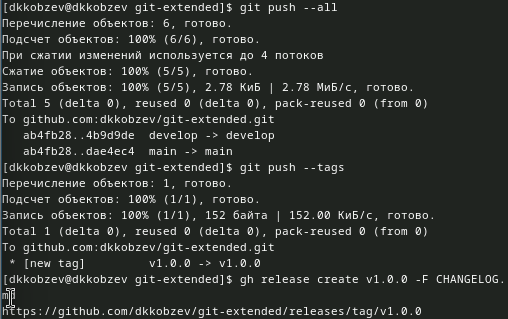 [dkkobzev@dkkobzev git-extended]$ git push --all
Перечисление объектов: 6, готово.
Подсчет объектов: 100% (6/6), готово.
При сжатии изменений используется до 4 потоков
Сжатие объектов: 100% (5/5), готово.
Запись объектов: 100% (5/5), 2.78 КиБ | 2.78 МиБ/с, готово.
Total 5 (delta 0), reused 0 (delta 0), pack-reused 0 (from 0)
To github.com:dkkobzev/git-extended.git
   ab4fb28..4b9d9de  develop -> develop
   ab4fb28..dae4ec4  main -> main
[dkkobzev@dkkobzev git-extended]$ git push --tags
Перечисление объектов: 1, готово.
Подсчет объектов: 100% (1/1), готово.
Запись объектов: 100% (1/1), 152 байта | 152.00 КиБ/с, готово.
Total 1 (delta 0), reused 0 (delta 0), pack-reused 0 (from 0)
To github.com:dkkobzev/git-extended.git
 * [new tag]         v1.0.0 -> v1.0.0
[dkkobzev@dkkobzev git-extended]$ gh release create v1.0.0 -F CHANGELOG.
md
https://github.com/dkkobzev/git-extended/releases/tag/v1.0.0